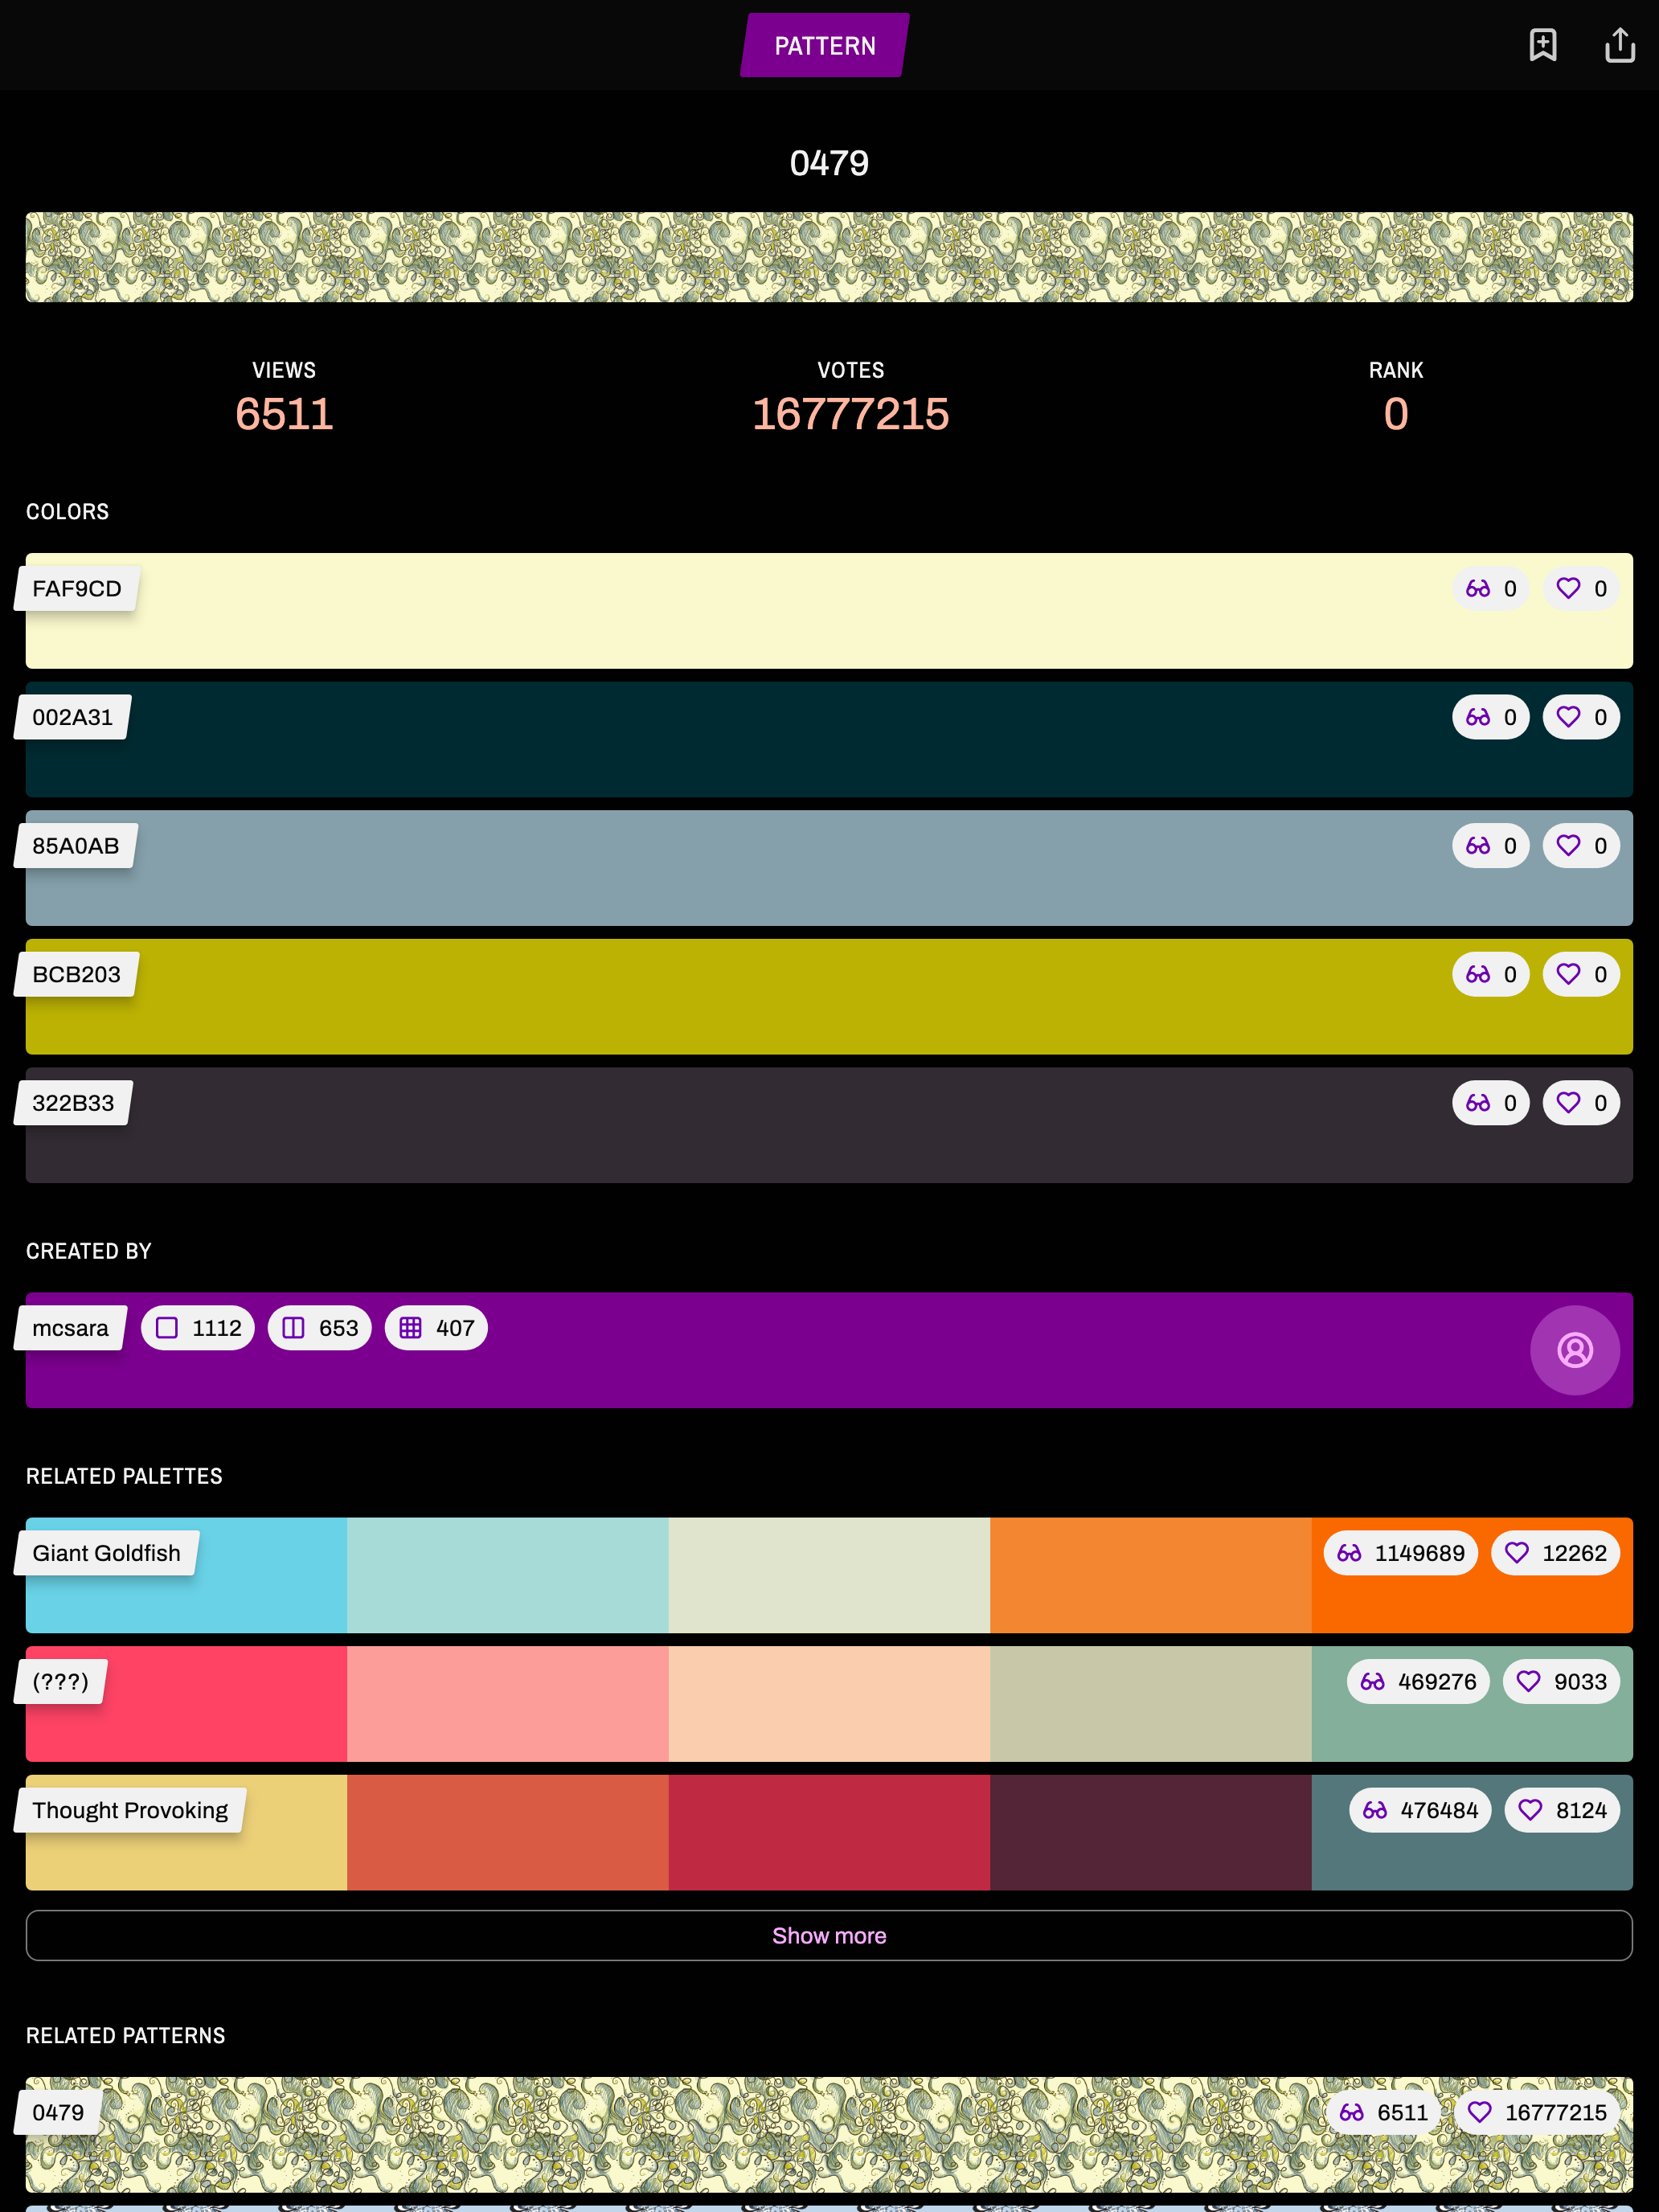 PATTERN
0479
VIEWS VOTES RANK
6511 16777215 0
COLORS
FAF9CD 0 0
002A31 0 0
85A0AB 0 0
BCB203 0 0
322B33 0 0
CREATED BY
mcsara 1112 653 407
RELATED PALETTES
Giant Goldfish 1149689 12262
(???) 469276 9033
Thought Provoking 476484 8124
Show more
RELATED PATTERNS
0479 6511 16777215